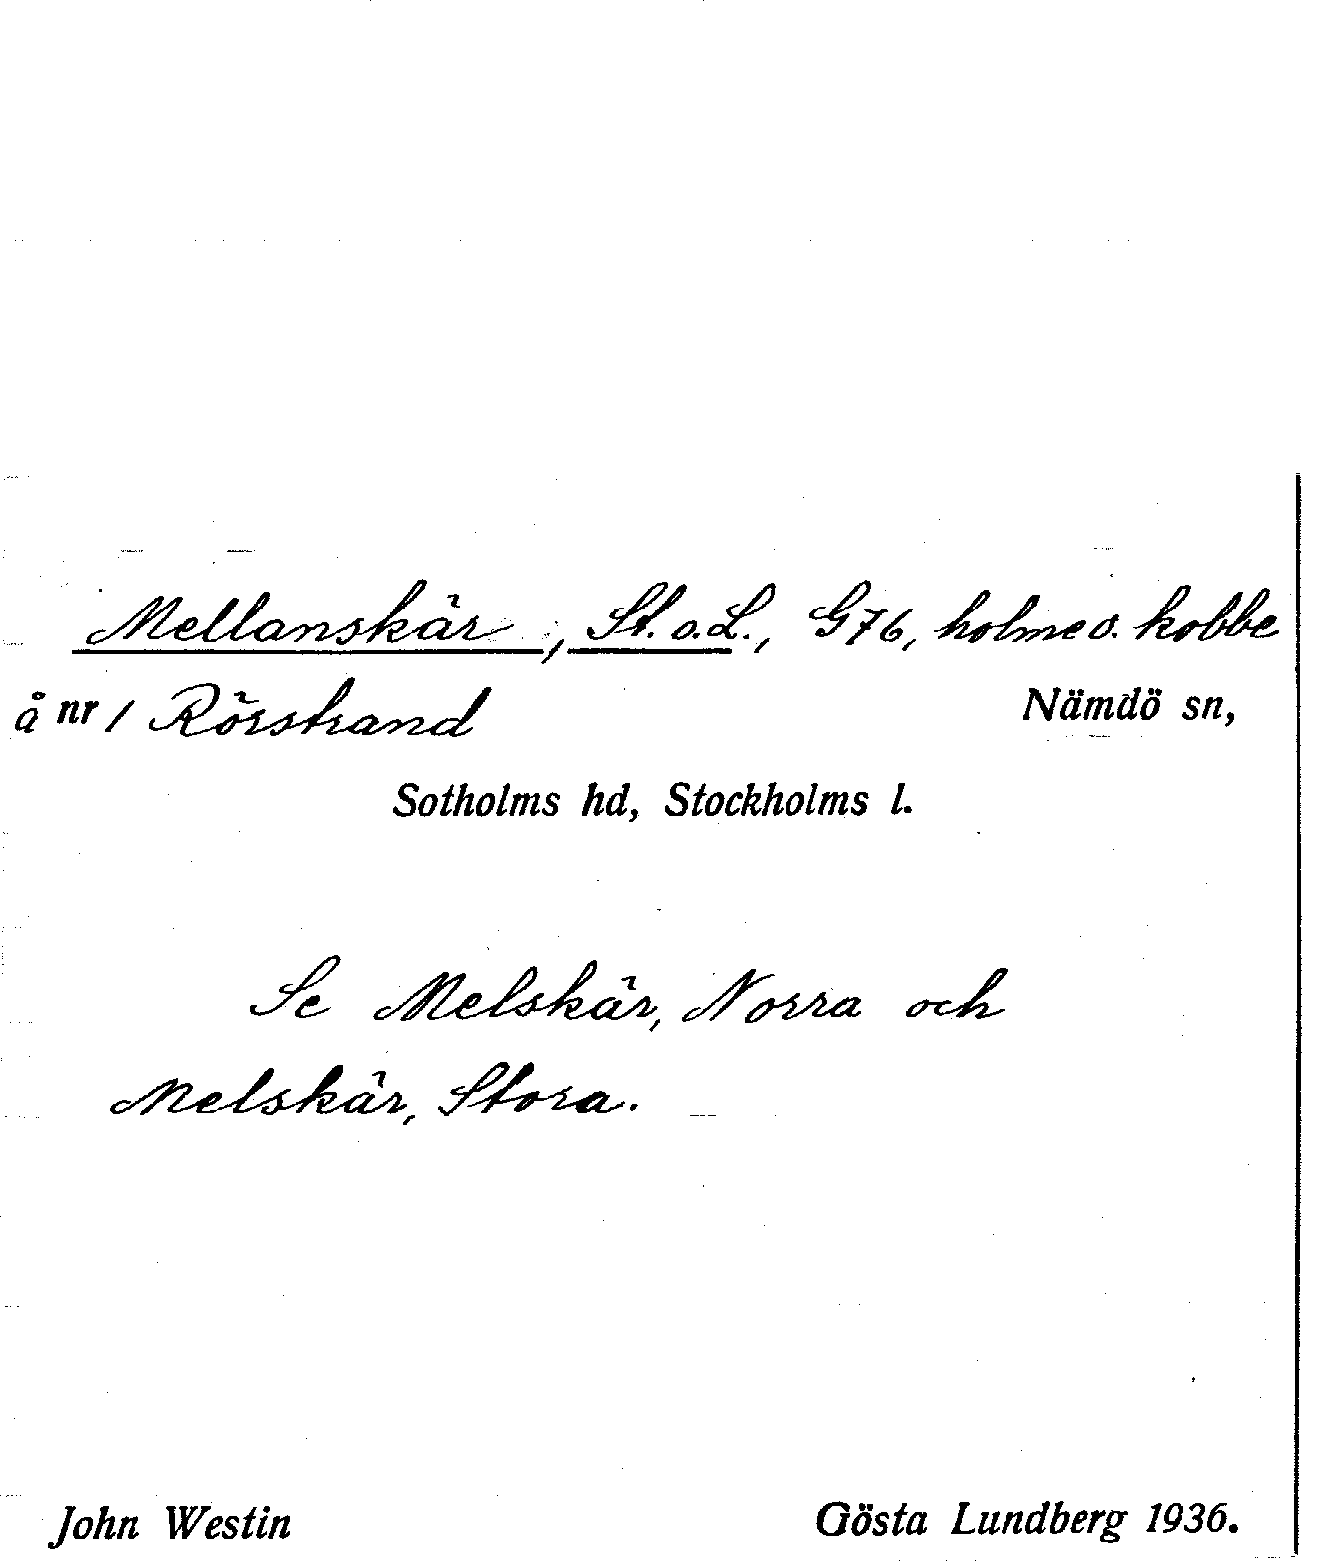 Mellanskär, St. o. L., G76, holme o. kobbe
å nr 1 Rörstrand Nämdö sn,
Sotholms hd, Stockholms l.
Se Melskär, Norra och
Melskär, Stora.
John Westin Gösta Lundberg 1936.